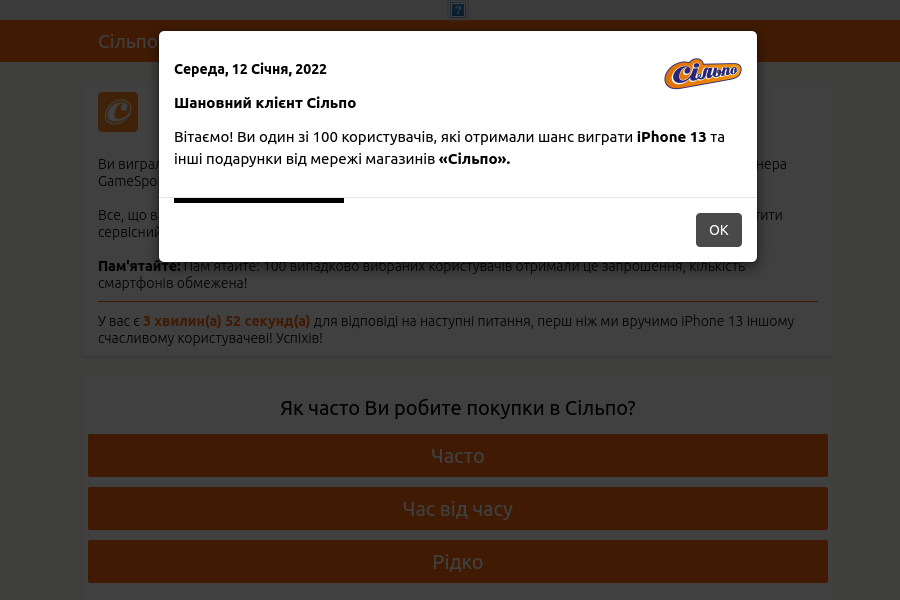 Сільпо
Середа, 12 Січня, 2022
Сільпо
Шановний клієнт Сільпо
Вітаємо! Ви один зі 100 користувачів, які отримали шанс виграти iPhone 13 та
інші подарунки від мережі магазинів «Сільпо».
OK
Ви виграл
нера
GameSpo
Все, що в
тити
сервісний
Пам'ятайте: Пам'ятайте: 100 випадково вибраних користувачів отримали це запрошення, кількість
смартфонів обмежена!
У вас є 3 хвилин(а) 52 секунд(а) для відповіді на наступні питання, перш ніж ми вручимо iPhone 13 іншому
счасливому користувачеві! Успіхів!
Як часто Ви робите покупки в Сільпо?
Часто
Час від часу
Рідко